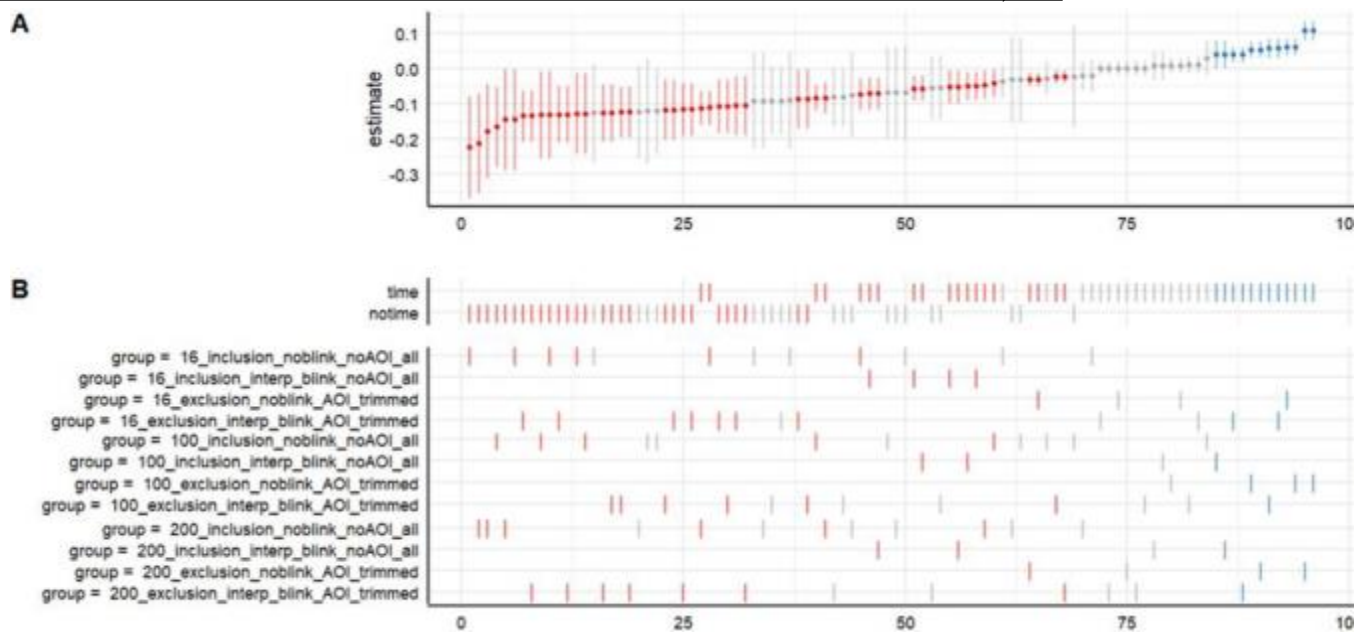 A
estimate
0.1
0.0
-0.1
-0.2
-0.3
0 25 50 75 10
B
time
notime
group = 16_inclusion_noblink_noAOI_all
group = 16_inclusion_interp_blink_noAOI_all
group = 16_exclusion_noblink_AOI_trimmed
group = 16_exclusion_interp_blink_AOI_trimmed
group = 100_inclusion_noblink_noAOI_all
group = 100_inclusion_interp_blink_noAOI_all
group = 100_exclusion_noblink_AOI_trimmed
group = 100_exclusion_interp_blink_AOI_trimmed
group = 200_inclusion_noblink_noAOI_all
group = 200_inclusion_interp_blink_noAOI_all
group = 200_exclusion_noblink_AOI_trimmed
group = 200_exclusion_interp_blink_AOI_trimmed
0 25 50 75 10